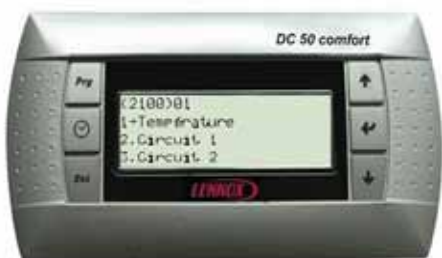 DC 50 comfort
Prg
(2100)01
1+Température
2.Circuit 1
3.Circuit 2
Esc
LENNOX